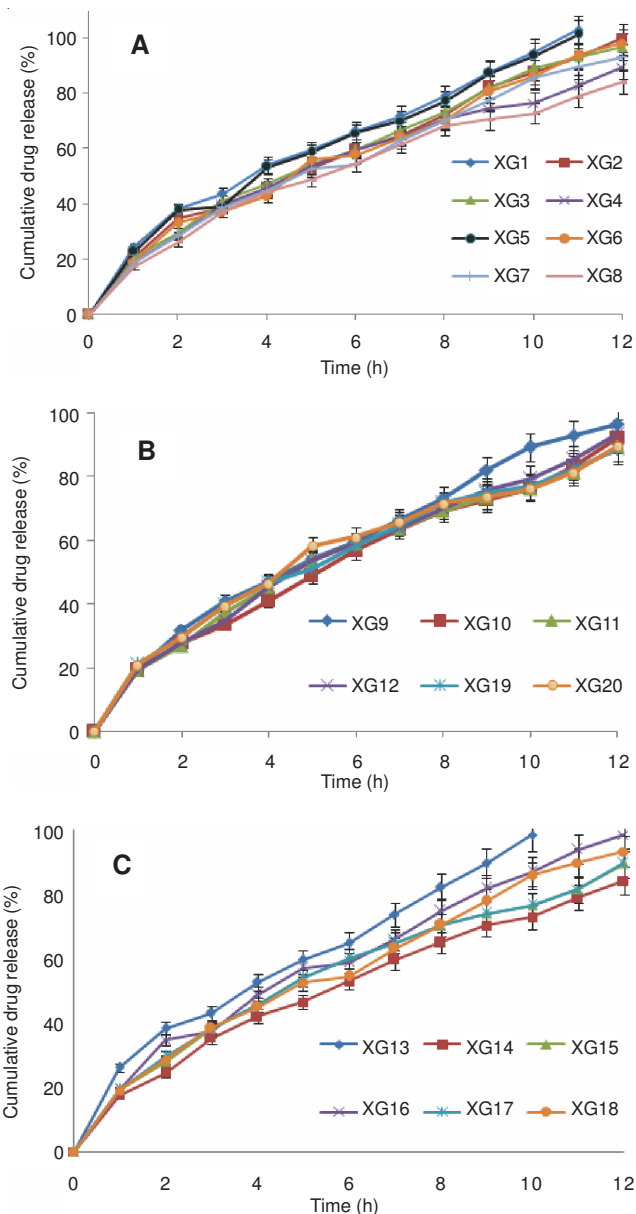 A
Cumulative drug release (%)
100
80
60
40
20
0
XG1 XG2
XG3 XG4
XG5 XG6
XG7 XG8
0 2 4 6 8 10 12
Time (h)
B
Cumulative drug release (%)
100
80
60
40
20
0
XG9 XG10 XG11
XG12 XG19 XG20
0 2 4 6 8 10 12
Time (h)
C
Cumulative drug release (%)
100
80
60
40
20
0
XG13 XG14 XG15
XG16 XG17 XG18
0 2 4 6 8 10 12
Time (h)